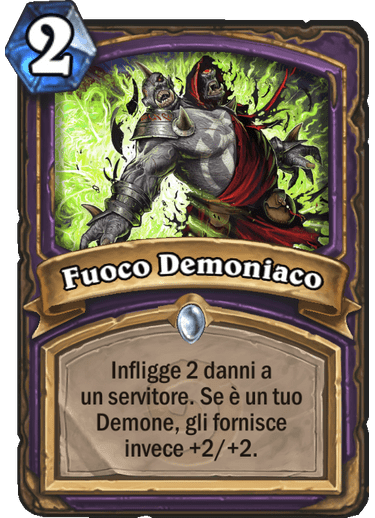 2
Fuoco Demoniaco
Infligge 2 danni a
un servitore. Se è un tuo
Demone, gli fornisce
invece +2/+2.